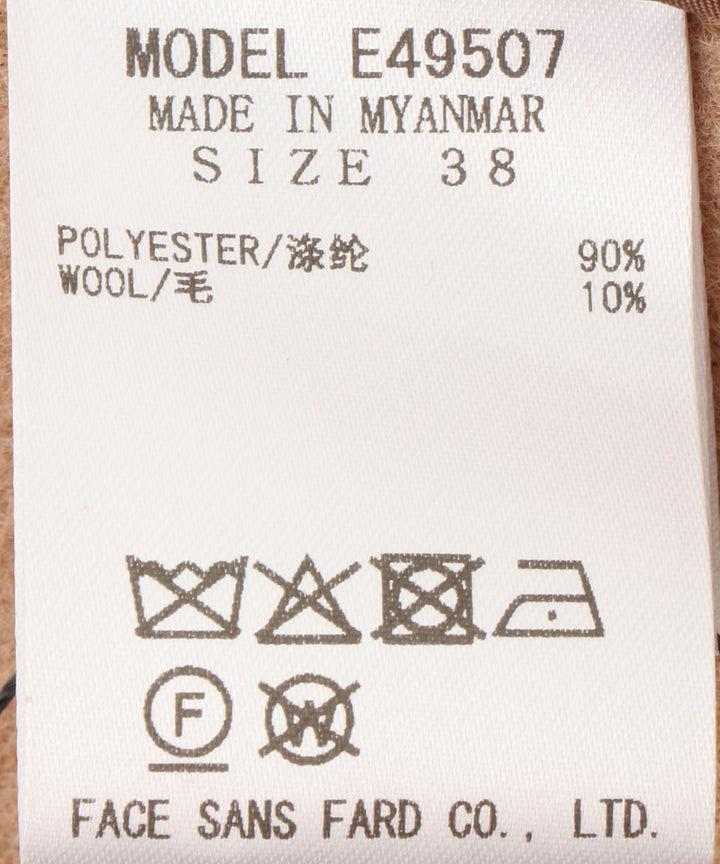 MODEL E49507
MADE IN MYANMAR
SIZE 38
POLYESTER/涤纶 90%
WOOL/毛 10%
F W
FACE SANS FARD CO., LTD.